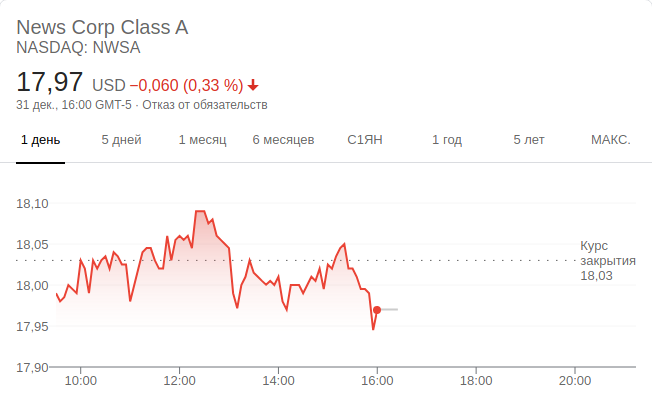 News Corp Class A
NASDAQ: NWSA
17,97 USD −0,060 (0,33 %)
31 дек., 16:00 GMT-5 · Отказ от обязательств
1 день 5 дней 1 месяц 6 месяцев С1ЯН 1 год 5 лет МАКС.
18,10
18,05
18,00
17,95
17,90
Курс
закрытия
18,03
10:00 12:00 14:00 16:00 18:00 20:00